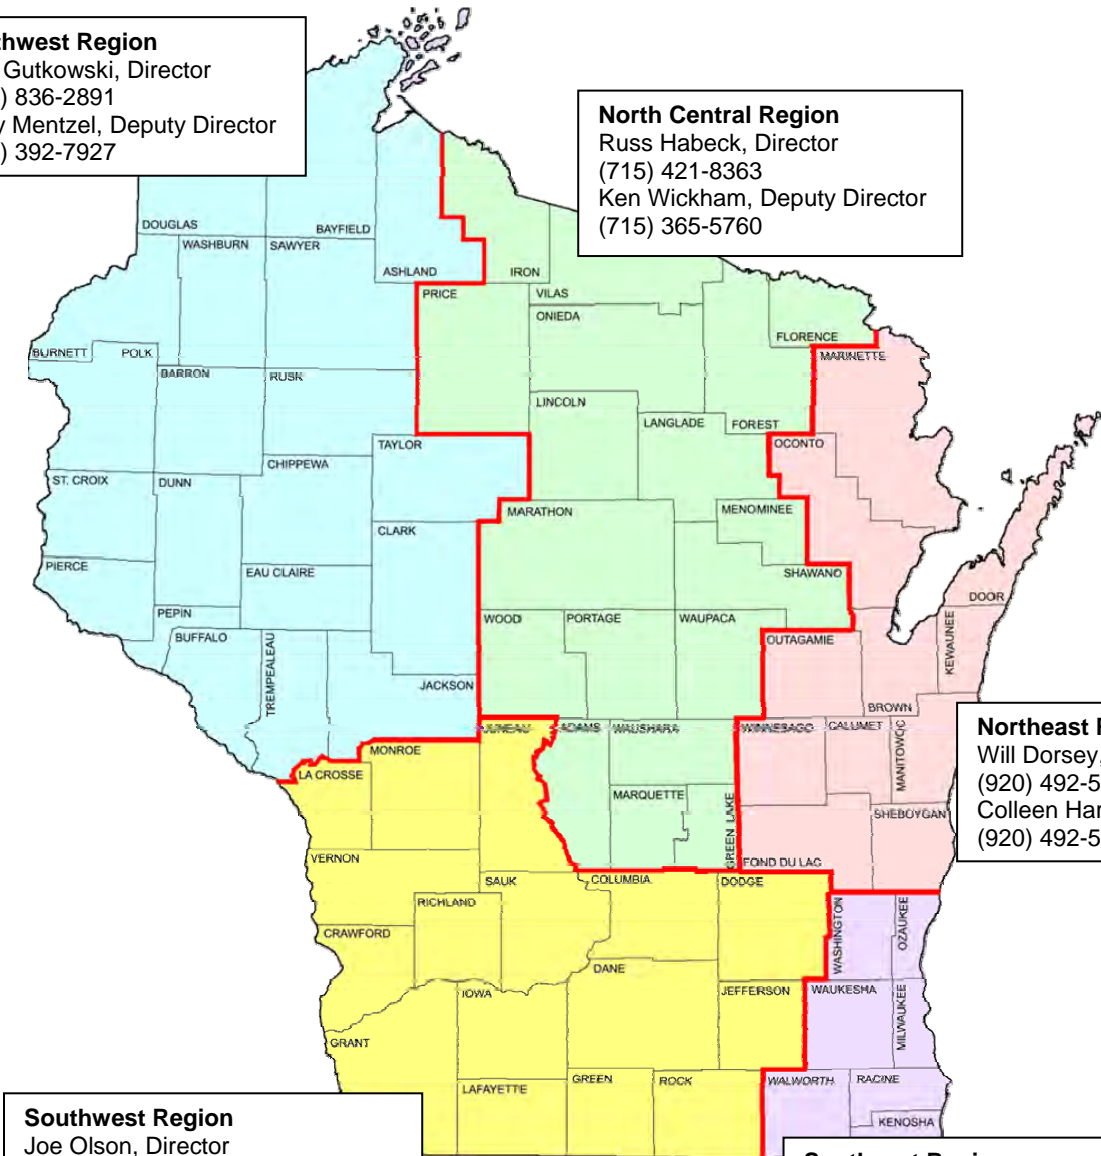 thwest Region
Gutkowski, Director
) 836-2891
y Mentzel, Deputy Director
) 392-7927
North Central Region
Russ Habeck, Director
(715) 421-8363
Ken Wickham, Deputy Director
(715) 365-5760
DOUGLAS
BAYFIELD
WASHBURN
SAWYER
ASHLAND
IRON
PRICE
VILAS
ONIEDA
FLORENCE
BURNETT
POLK
MARINETTE
BARRON
RUSK
LINCOLN
LANGLADE
FOREST
TAYLOR
OCONTO
CHIPPEWA
ST. CROIX
DUNN
MARATHON
MENOMINEE
CLARK
PIERCE
EAU CLAIRE
SHAWANO
DOOR
PEPIN
WOOD
PORTAGE
WAUPACA
BUFFALO
TREMPEALEAU
OUTAGAMIE
KEWAUNEE
JACKSON
BROWN
JUNEAU
ADAMS
WAUSHARA
WINNEBAGO
CALUMET
MANITOWOC
MONROE
LA CROSSE
MARQUETTE
GREEN LAKE
SHEBOYGAN
Northeast R
Will Dorsey,
(920) 492-5
Colleen Har
(920) 492-5
VERNON
FOND DU LAC
SAUK
COLUMBIA
DODGE
RICHLAND
WASHINGTON
OZAUKEE
CRAWFORD
DANE
IOWA
JEFFERSON
WAUKESHA
MILWAUKEE
GRANT
LAFAYETTE
GREEN
ROCK
WALWORTH
RACINE
KENOSHA
Southwest Region
Joe Olson, Director